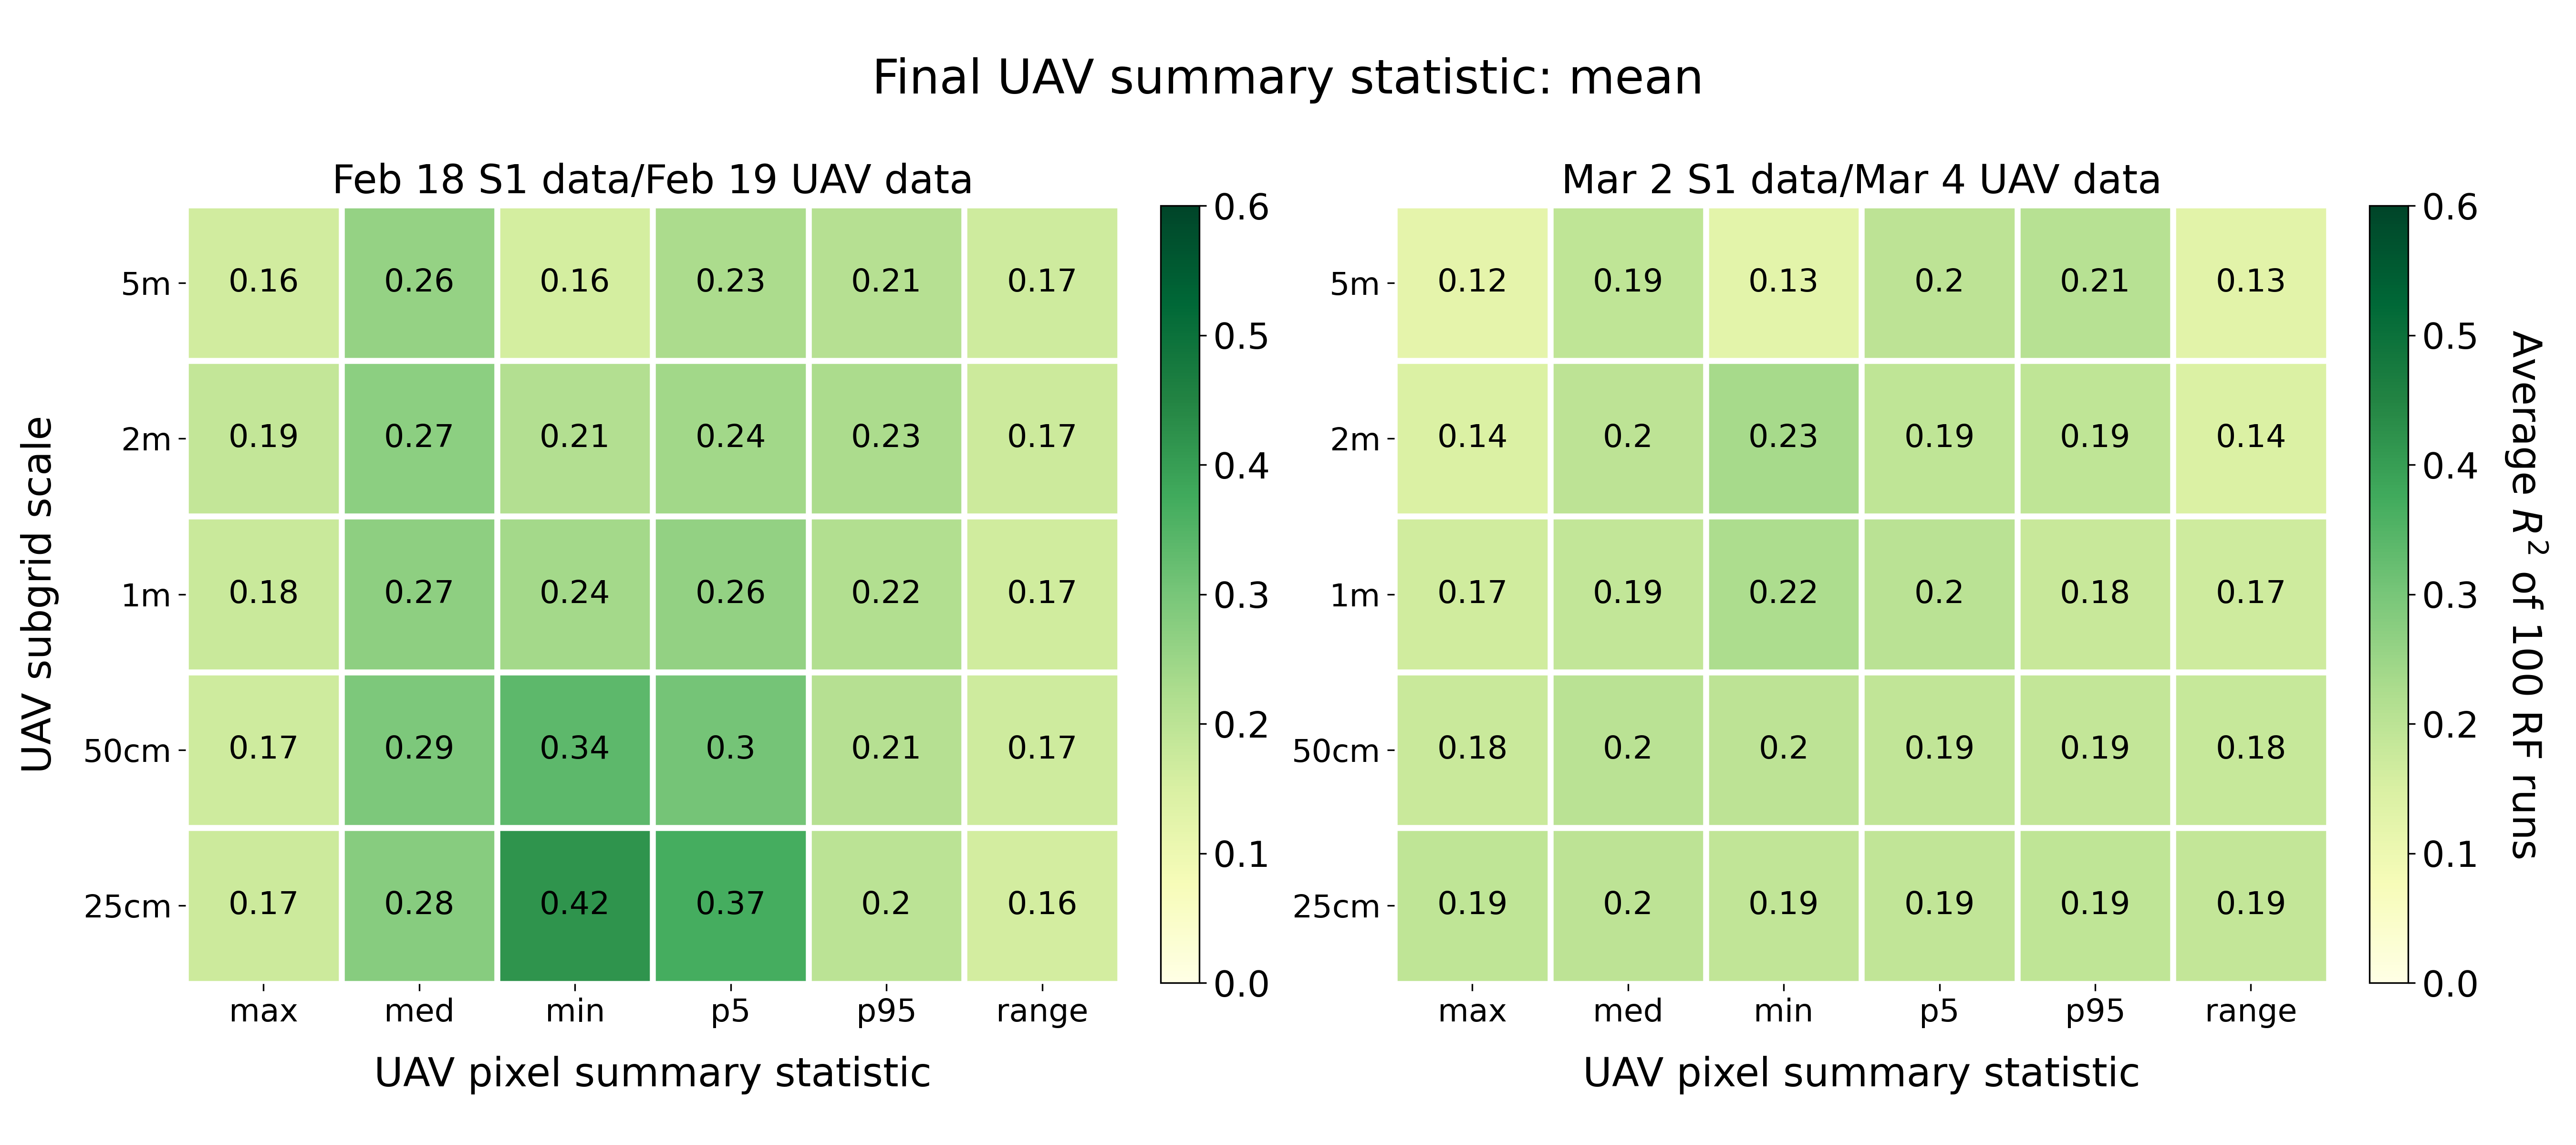 Final UAV summary statistic: mean
Feb 18 S1 data/Feb 19 UAV data
UAV subgrid scale
5m 0.16 0.26 0.16 0.23 0.21 0.17
2m 0.19 0.27 0.21 0.24 0.23 0.17
1m 0.18 0.27 0.24 0.26 0.22 0.17
50cm 0.17 0.29 0.34 0.3 0.21 0.17
25cm 0.17 0.28 0.42 0.37 0.2 0.16
max med min p5 p95 range
UAV pixel summary statistic
0.6
0.5
0.4
0.3
0.2
0.1
0.0
Mar 2 S1 data/Mar 4 UAV data
5m 0.12 0.19 0.13 0.2 0.21 0.13
2m 0.14 0.2 0.23 0.19 0.19 0.14
1m 0.17 0.19 0.22 0.2 0.18 0.17
50cm 0.18 0.2 0.2 0.19 0.19 0.18
25cm 0.19 0.2 0.19 0.19 0.19 0.19
max med min p5 p95 range
UAV pixel summary statistic
0.6
0.5
0.4
0.3
0.2
0.1
0.0
Average R² of 100 RF runs